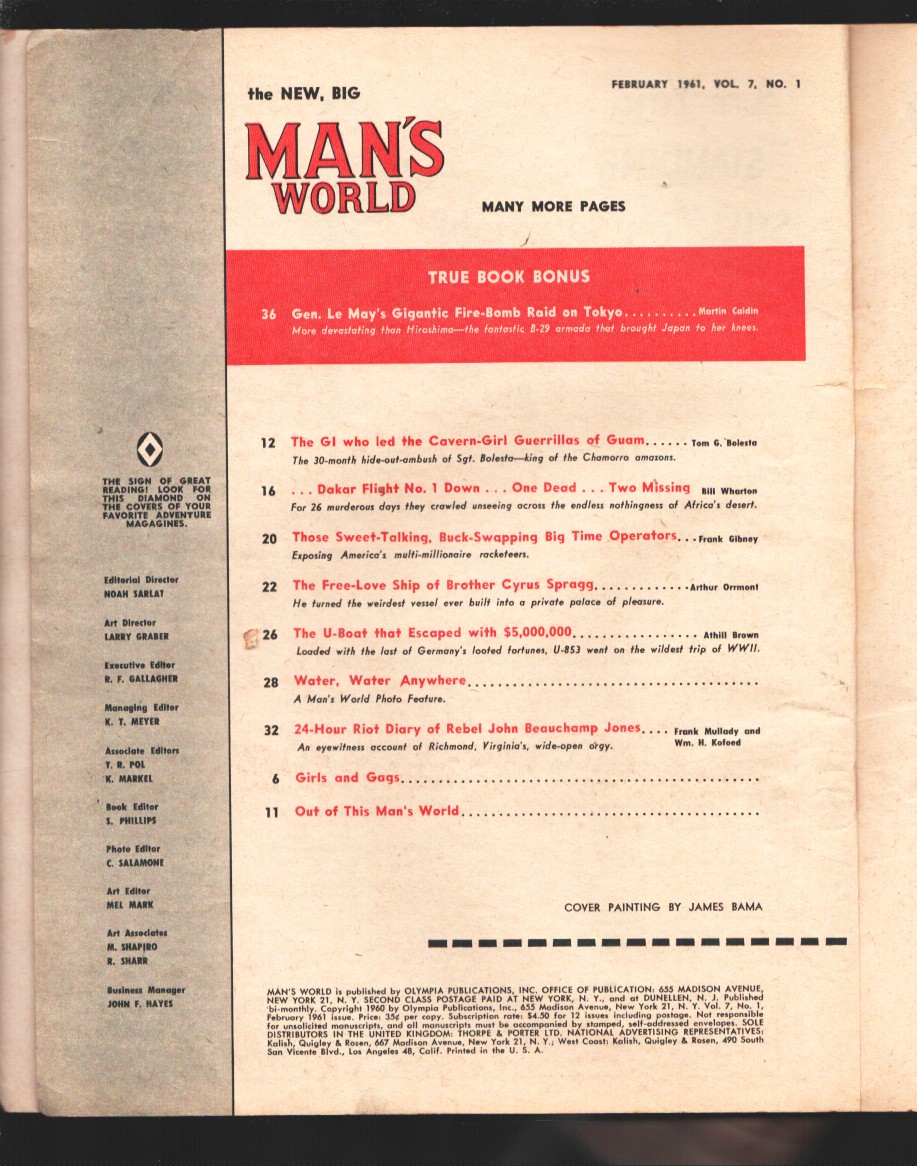 the NEW, BIG
FEBRUARY 1961, VOL. 7, NO. 1
MAN'S
WORLD
MANY MORE PAGES
TRUE BOOK BONUS
36 Gen. Le May's Gigantic Fire-Bomb Raid on Tokyo..........Martin Caidin
More devastating than Hiroshima—the fantastic B-29 armada that brought Japan to her knees.
12 The GI who led the Cavern-Girl Guerrillas of Guam...... Tom G. Bolesta
The 30-month hide-out-ambush of Sgt. Bolesta—king of the Chamorro amazons.
16 ... Dakar Flight No. 1 Down ... One Dead ... Two Missing Bill Wharton
For 26 murderous days they crawled unseeing across the endless nothingness of Africa's desert.
20 Those Sweet-Talking, Buck-Swapping Big Time Operators...Frank Gibney
Exposing America's multi-millionaire racketeers.
22 The Free-Love Ship of Brother Cyrus Spragg.............Arthur Orrmont
He turned the weirdest vessel ever built into a private palace of pleasure.
26 The U-Boat that Escaped with $5,000,000................. Athill Brown
Loaded with the last of Germany's looted fortunes, U-853 went on the wildest trip of WWII.
28 Water, Water Anywhere.......................................
A Man's World Photo Feature.
32 24-Hour Riot Diary of Rebel John Beauchamp Jones.... Frank Mullady and
Wm. H. Kofoed
An eyewitness account of Richmond, Virginia's, wide-open orgy.
6 Girls and Gags................................................
11 Out of This Man's World........................................
COVER PAINTING BY JAMES BAMA
THE SIGN OF GREAT
READING! LOOK FOR
THIS DIAMOND ON
THE COVERS OF YOUR
FAVORITE ADVENTURE
MAGAGINES.
Editorial Director
NOAH SARLAT
Art Director
LARRY GRABER
Executive Editor
R. F. GALLAGHER
Managing Editor
K. T. MEYER
Associate Editors
T. R. POL
K. MARKEL
Book Editor
S. PHILLIPS
Photo Editor
C. SALAMONE
Art Editor
MEL MARK
Art Associates
M. SHAPIRO
R. SHARR
Business Manager
JOHN F. HAYES
MAN'S WORLD is published by OLYMPIA PUBLICATIONS, INC. OFFICE OF PUBLICATION: 655 MADISON AVENUE,
NEW YORK 21, N. Y. SECOND CLASS POSTAGE PAID AT NEW YORK, N. Y., and at DUNELLEN, N. J. Published
bi-monthly. Copyright 1960 by Olympia Publications, Inc., 655 Madison Avenue, New York 21, N. Y. Vol. 7, No. 1,
February 1961 issue. Price: 35¢ per copy. Subscription rate: $4.50 for 12 issues including postage. Not responsible
for unsolicited manuscripts, and all manuscripts must be accompanied by stamped, self-addressed envelopes. SOLE
DISTRIBUTORS IN THE UNITED KINGDOM: THORPE & PORTER LTD. NATIONAL ADVERTISING REPRESENTATIVES:
Kalish, Quigley & Rosen, 667 Madison Avenue, New York 21, N. Y.; West Coast: Kalish, Quigley & Rosen, 490 South
San Vicente Blvd., Los Angeles 48, Calif. Printed in the U. S. A.